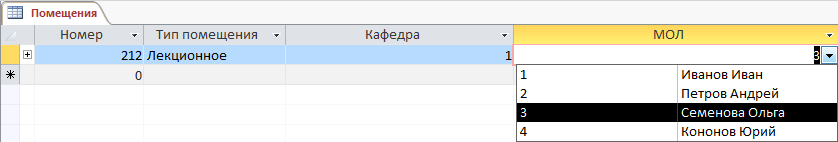 Помещения
Номер Тип помещения Кафедра МОЛ
212 Лекционное 1 3
0
1 Иванов Иван
2 Петров Андрей
3 Семенова Ольга
4 Кононов Юрий